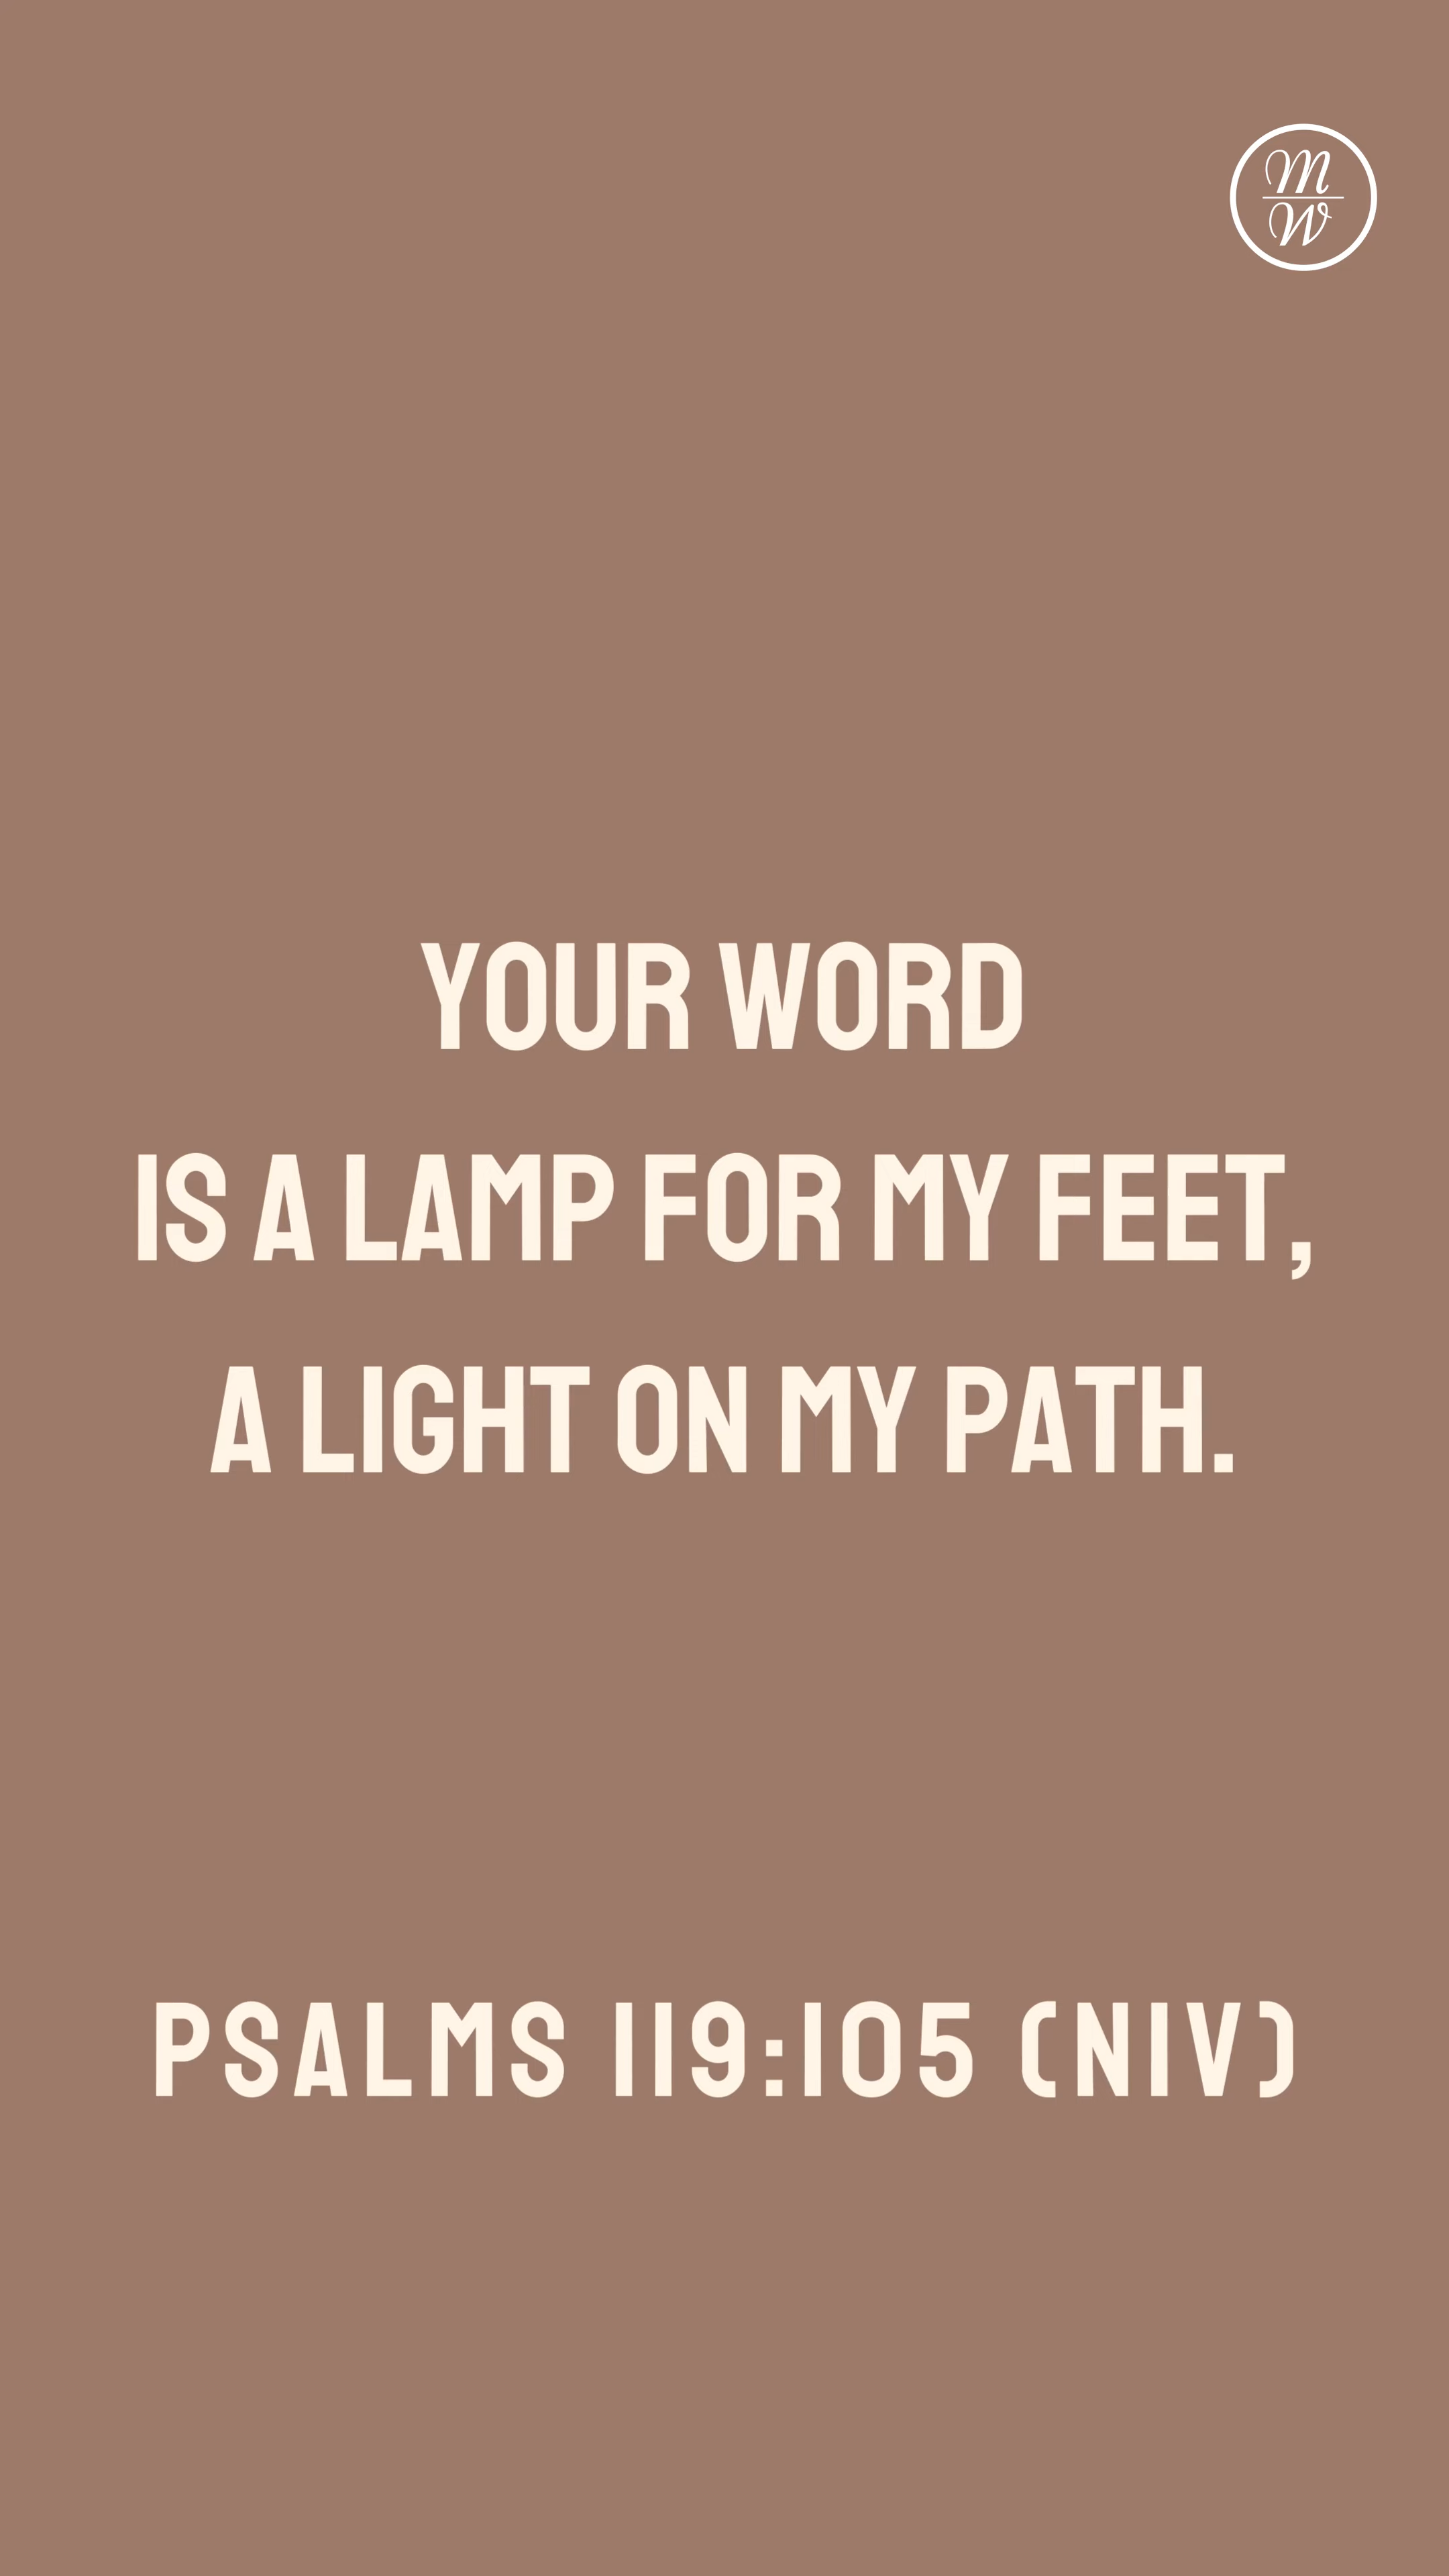 M
W
YOUR WORD
IS A LAMP FOR MY FEET,
A LIGHT ON MY PATH.
PSALMS 119:105 (NIV)